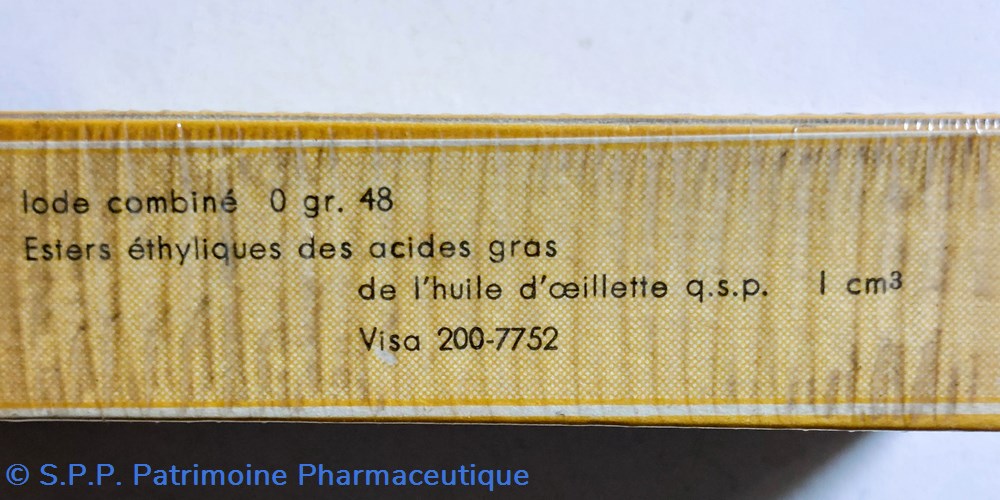 Iode combiné 0 gr. 48
Esters éthyliques des acides gras
de l'huile d'œillette q.s.p. 1 cm³
Visa 200-7752
© S.P.P. Patrimoine Pharmaceutique